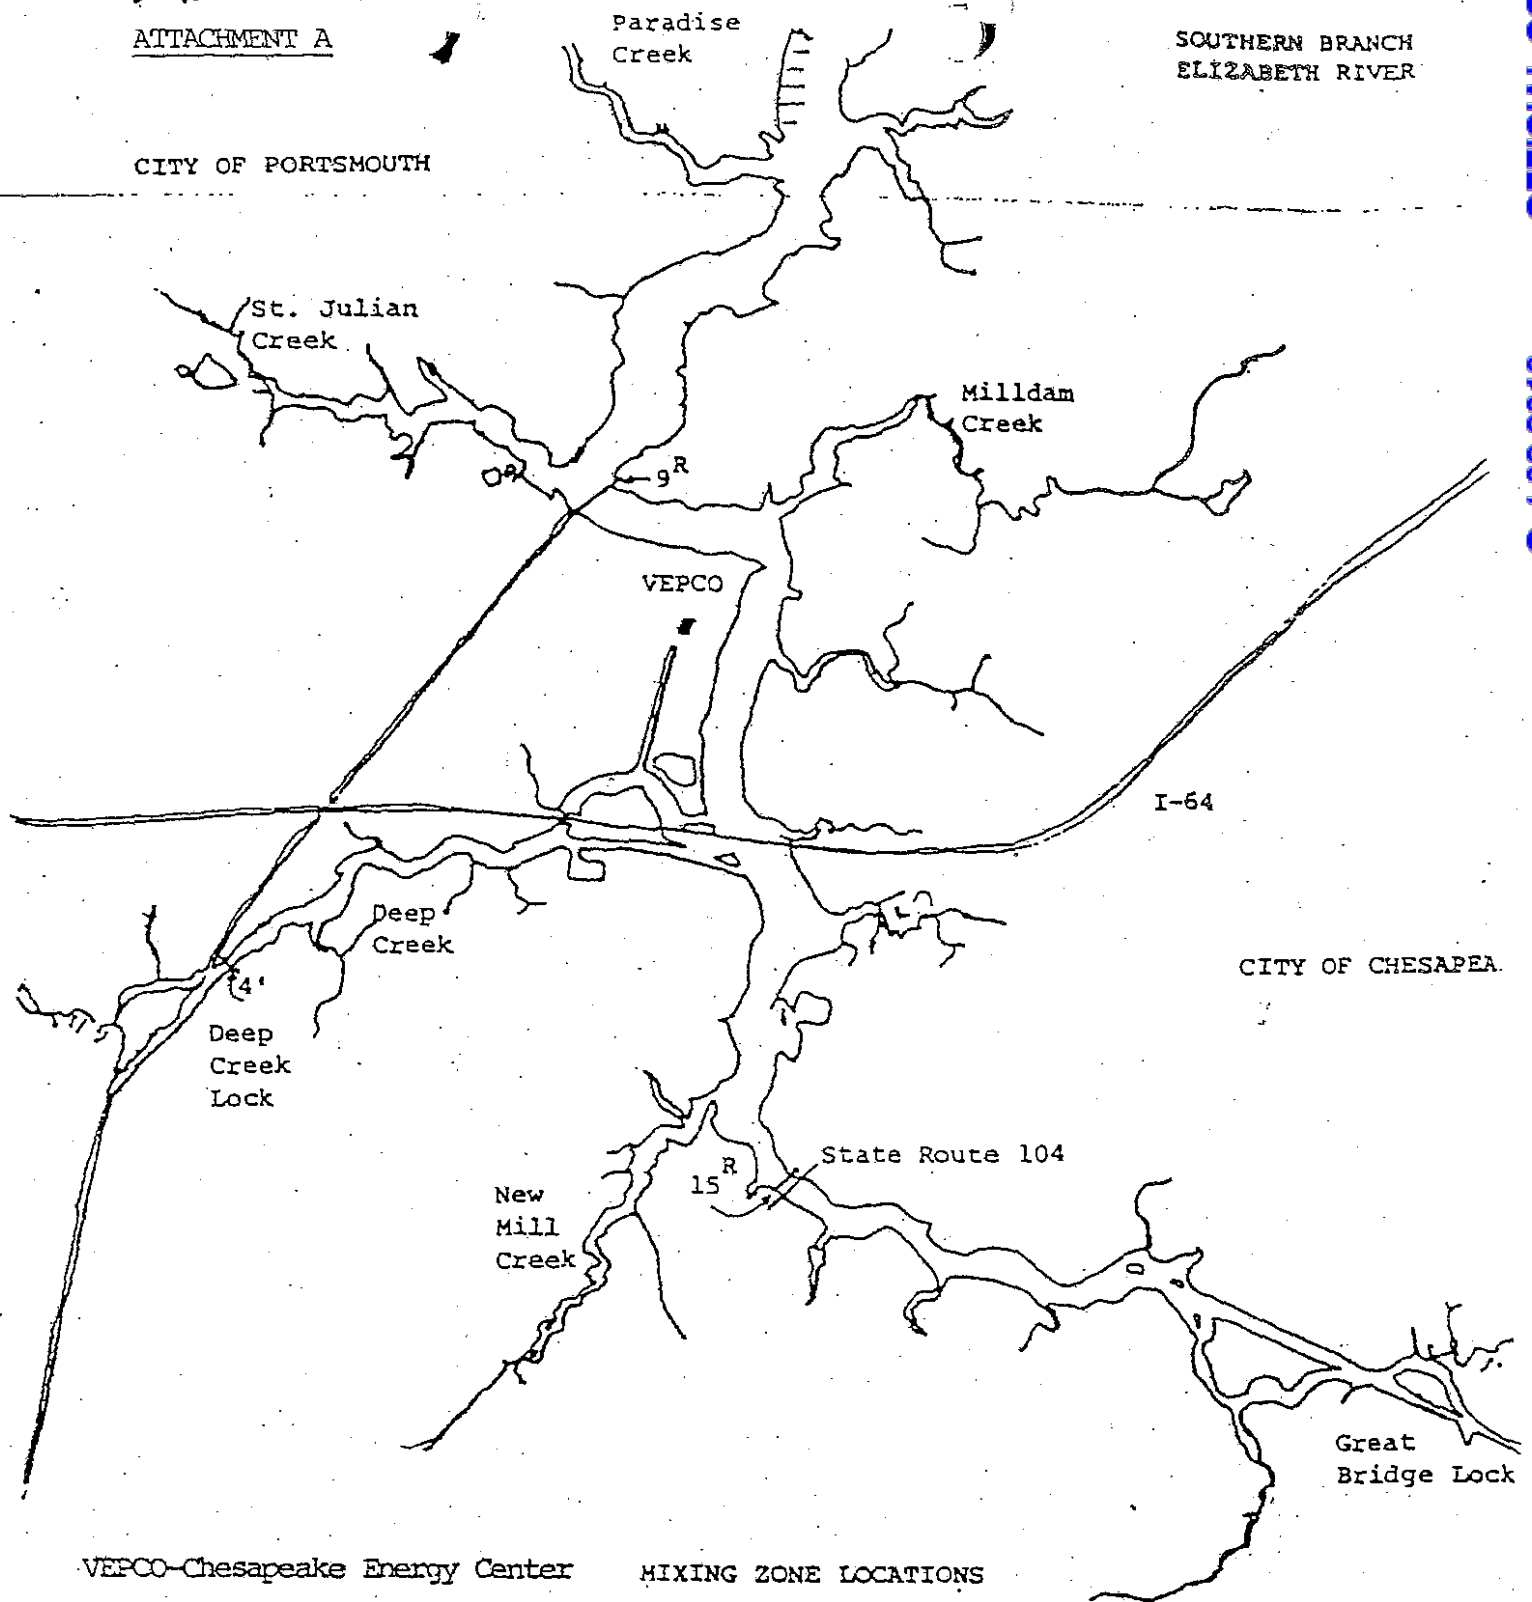 ATTACHMENT A
Paradise
Creek
SOUTHERN BRANCH
ELIZABETH RIVER
CITY OF PORTSMOUTH
St. Julian
Creek
Milldam
Creek
9R
VEPCO
I-64
Deep
Creek
CITY OF CHESAPEA
4'
Deep
Creek
Lock
State Route 104
15R
New
Mill
Creek
Great
Bridge Lock
VEPCO-Chesapeake Energy Center MIXING ZONE LOCATIONS